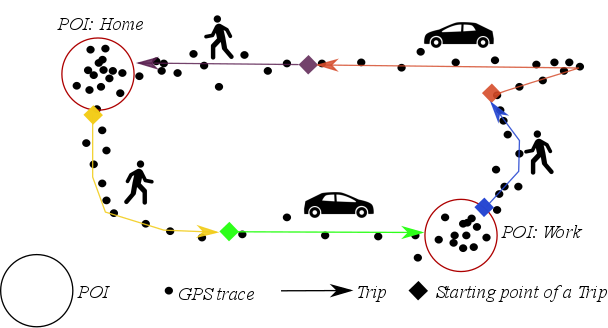 POI: Home
POI: Work
POI
GPS trace
Trip
Starting point of a Trip